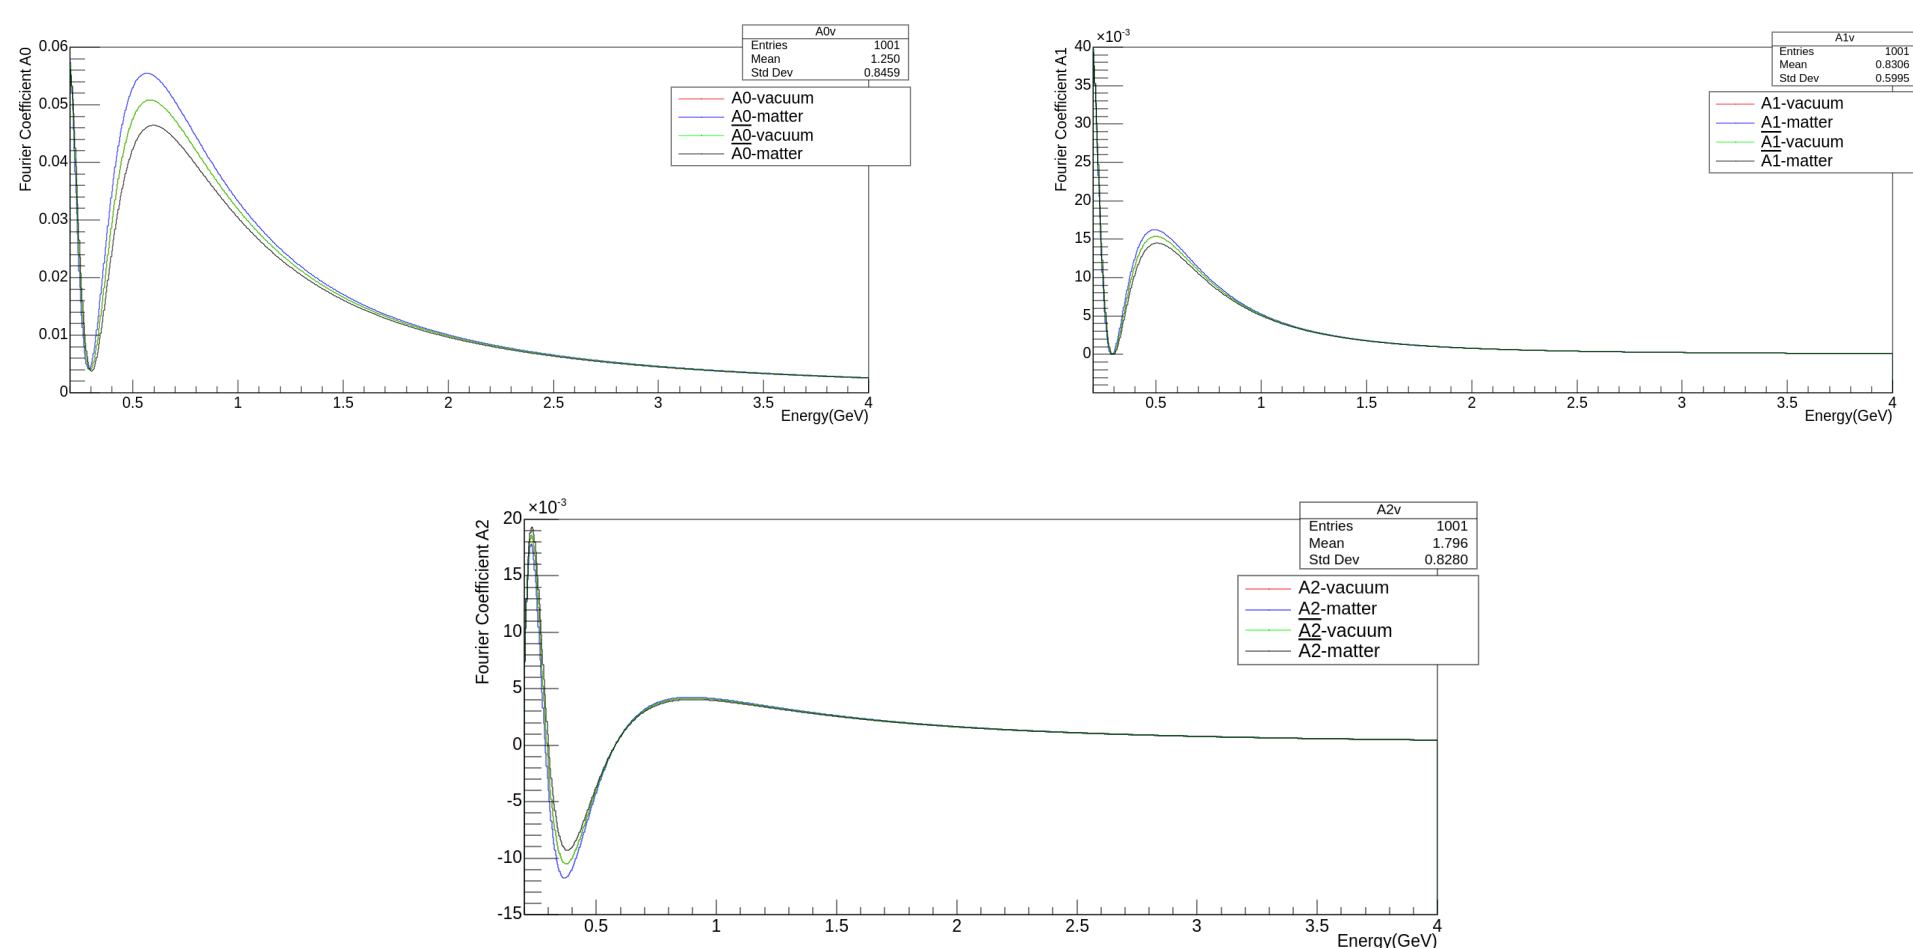 A0v
Entries 1001
Mean 1.250
Std Dev 0.8459
A0-vacuum
A0-matter
A0-vacuum
A0-matter
Fourier Coefficient A0
0.06
0.05
0.04
0.03
0.02
0.01
0
0.5 1 1.5 2 2.5 3 3.5 4
Energy(GeV)
×10-3
A1v
Entries 1001
Mean 0.8306
Std Dev 0.5995
A1-vacuum
A1-matter
A1-vacuum
A1-matter
Fourier Coefficient A1
40
35
30
25
20
15
10
5
0
0.5 1 1.5 2 2.5 3 3.5 4
Energy(GeV)
×10-3
A2v
Entries 1001
Mean 1.796
Std Dev 0.8280
A2-vacuum
A2-matter
A2-vacuum
A2-matter
Fourier Coefficient A2
20
15
10
5
0
-5
-10
-15
0.5 1 1.5 2 2.5 3 3.5 4
Energy(GeV)